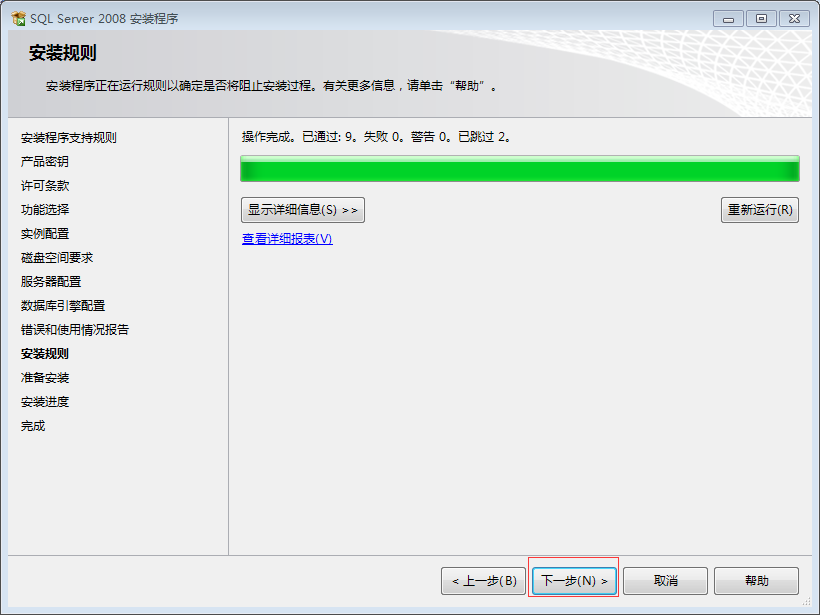 SQL Server 2008 安装程序
安装规则
安装程序正在运行规则以确定是否将阻止安装过程。有关更多信息，请单击“帮助”。
安装程序支持规则
产品密钥
许可条款
功能选择
实例配置
磁盘空间要求
服务器配置
数据库引擎配置
错误和使用情况报告
安装规则
准备安装
安装进度
完成
操作完成。已通过: 9。失败 0。警告 0。已跳过 2。
显示详细信息(S) >>
重新运行(R)
查看详细报表(V)
< 上一步(B)
下一步(N) >
取消
帮助